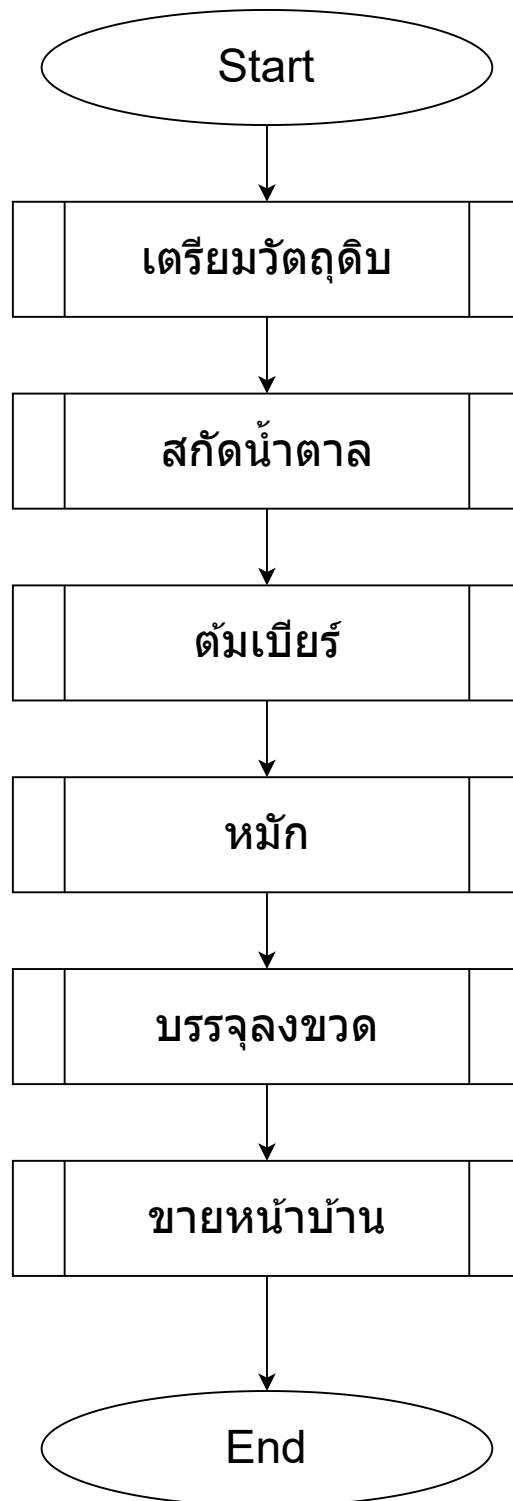 Start
เตรียมวัตถุดิบ
สกัดน้ำตาล
ต้มเบียร์
หมัก
บรรจุลงขวด
ขายหน้าบ้าน
End